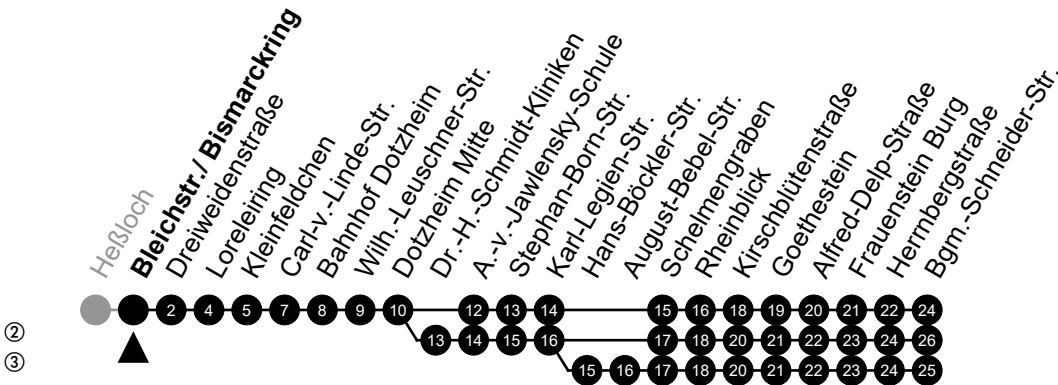 Heßloch
Bleichstr./ Bismarckring
Dreiweidenstraße
Loreleiring
Kleinfeldchen
Carl-v.-Linde-Str.
Bahnhof Dotzheim
Wilh.-Leuschner-Str.
Dotzheim Mitte
Dr.-H.-Schmidt-Kliniken
A.-v.-Jawlensky-Schule
Stephan-Born-Str.
Karl-Legien-Str.
Hans-Böckler-Str.
August-Bebel-Str.
Schelmengraben
Rheinblick
Kirschblütenstraße
Goethestein
Alfred-Delp-Straße
Frauenstein Burg
Herrnbergstraße
Bgm.-Schneider-Str.
2 4 5 7 8 9 10 12 13 14 15 16 18 19 20 21 22 24
② 13 14 15 16 17 18 20 21 22 23 24 26
③ 15 16 17 18 20 21 22 23 24 25